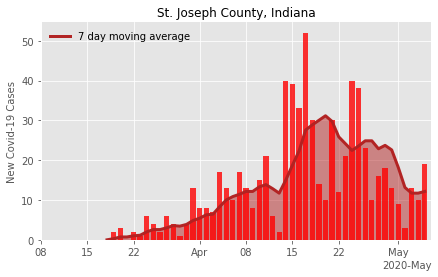 St. Joseph County, Indiana
7 day moving average
New Covid-19 Cases
50
40
30
20
10
0
08 15 22 Apr 08 15 22 May
2020-May